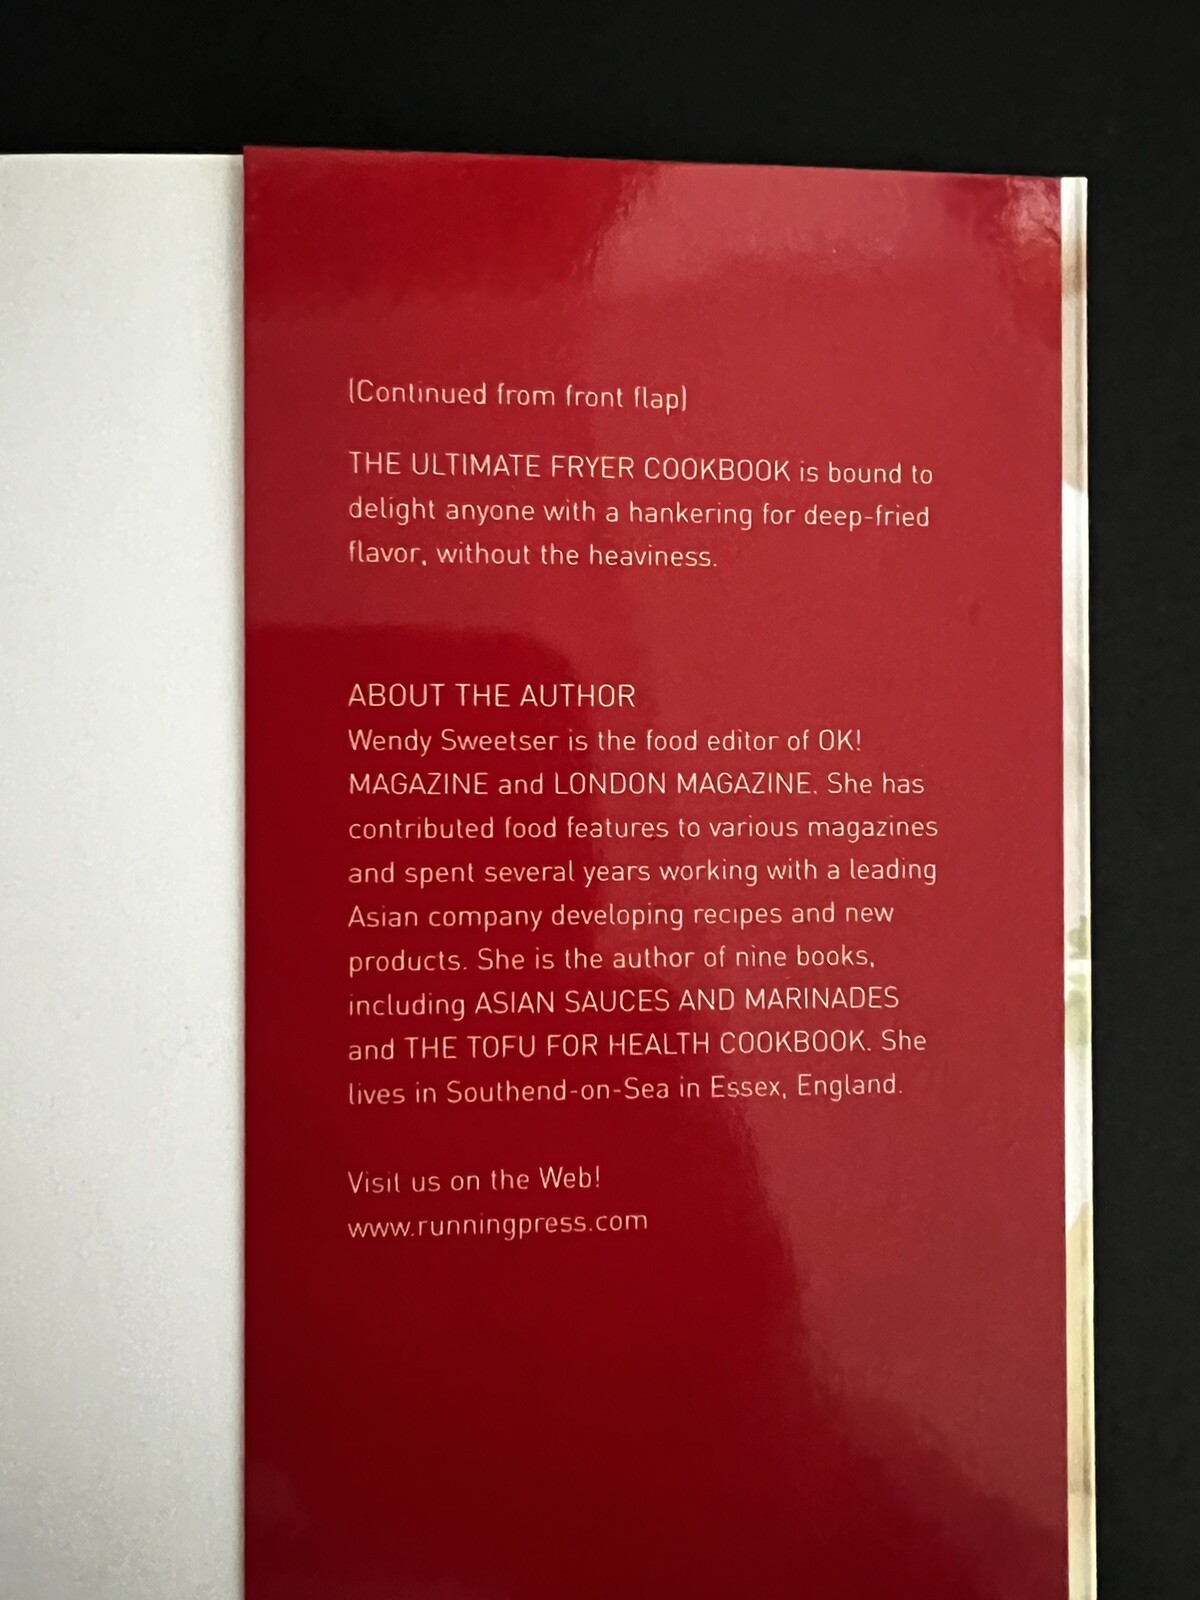 (Continued from front flap)
THE ULTIMATE FRYER COOKBOOK is bound to
delight anyone with a hankering for deep-fried
flavor, without the heaviness.
ABOUT THE AUTHOR
Wendy Sweetser is the food editor of OK!
MAGAZINE and LONDON MAGAZINE. She has
contributed food features to various magazines
and spent several years working with a leading
Asian company developing recipes and new
products. She is the author of nine books,
including ASIAN SAUCES AND MARINADES
and THE TOFU FOR HEALTH COOKBOOK. She
lives in Southend-on-Sea in Essex, England.
Visit us on the Web!
www.runningpress.com